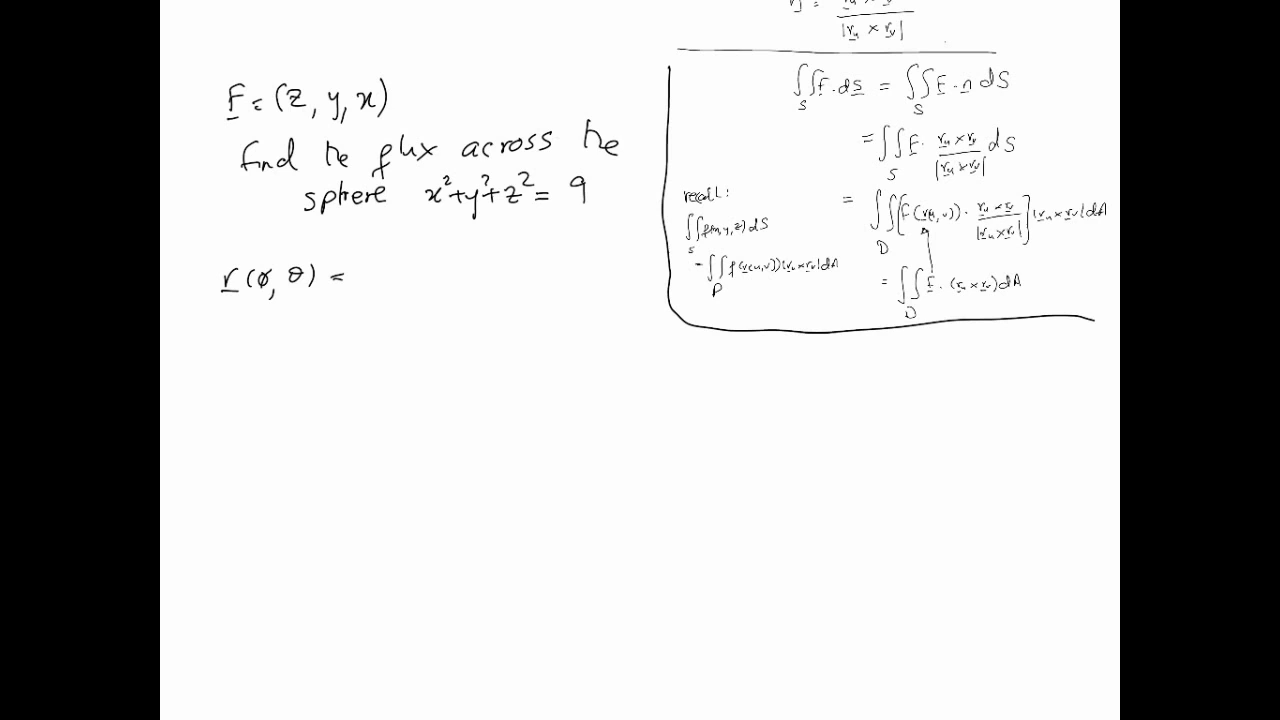 F = (z, y, x)
find the flux across the
sphere x²+y²+z² = 9
r(φ, θ) =
|r_u × r_v|
∫∫_S F · dS = ∫∫_S F · n dS
= ∫∫_S F · (r_u × r_v)/|r_u × r_v| dS
recall:
∫∫_S f(x,y,z) dS
= ∫∫_D f(r(u,v)) |r_u × r_v| dA
= ∫∫_D [F(r(u,v)) · (r_u × r_v)/|r_u × r_v|] |r_u × r_v| dA
= ∫∫_D F · (r_u × r_v) dA